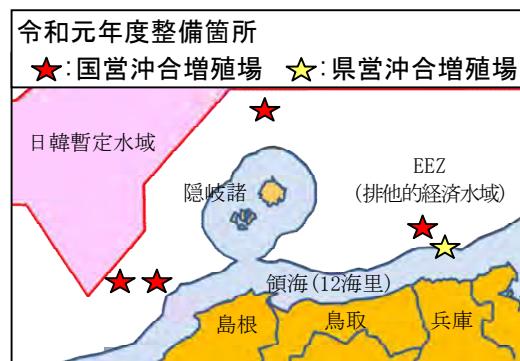 令和元年度整備箇所
★:国営沖合増殖場 ☆:県営沖合増殖場
日韓暫定水域
隠岐諸
EEZ
(排他的経済水域)
領海(12海里)
島根
鳥取
兵庫